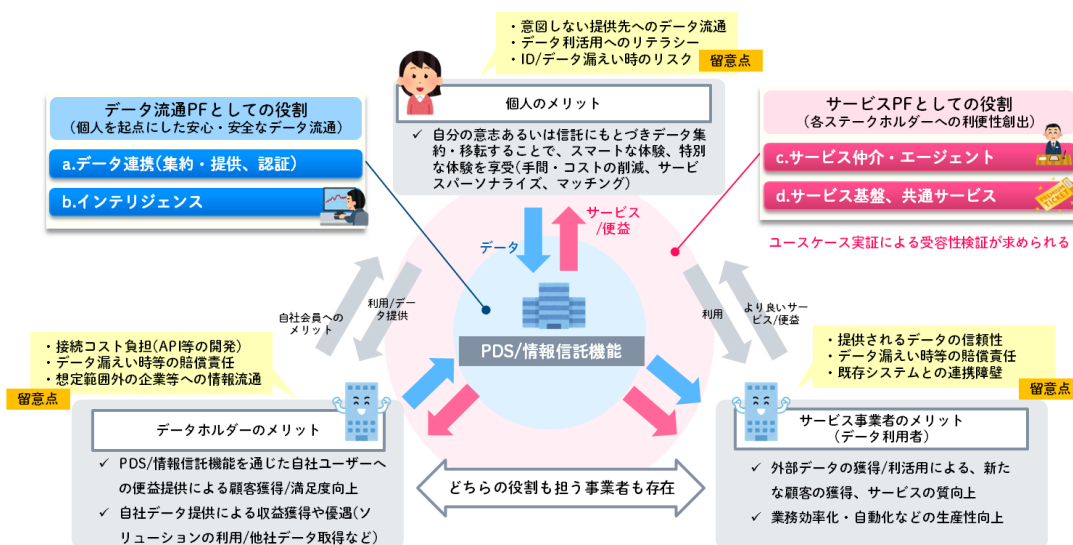 ・意図しない提供先へのデータ流通
・データ利活用へのリテラシー
・ID/データ漏えい時のリスク
留意点
個人のメリット
✓ 自分の意志あるいは信託にもとづきデータ集
約・移転することで、スマートな体験、特別
な体験を享受(手間・コストの削減、サービ
スパーソナライズ、マッチング)
データ流通PFとしての役割
(個人を起点にした安心・安全なデータ流通)
a.データ連携(集約・提供、認証)
b.インテリジェンス
サービスPFとしての役割
(各ステークホルダーへの利便性創出)
c.サービス仲介・エージェント
d.サービス基盤、共通サービス
PREMIUM
TICKET
ユースケース実証による受容性検証が求められる
データ
サービス
/便益
PDS/情報信託機能
自社会員への
メリット
利用/デー
タ提供
利用
より良いサー
ビス/便益
・接続コスト負担(API等の開発)
・データ漏えい時等の賠償責任
・想定範囲外の企業等への情報流通
留意点
データホルダーのメリット
✓ PDS/情報信託機能を通じた自社ユーザーへ
の便益提供による顧客獲得/満足度向上
✓ 自社データ提供による収益獲得や優遇(ソ
リューションの利用/他社データ取得など)
どちらの役割も担う事業者も存在
・提供されるデータの信頼性
・データ漏えい時等の賠償責任
・既存システムとの連携障壁
留意点
サービス事業者のメリット
(データ利用者)
✓ 外部データの獲得/利活用による、新た
な顧客の獲得、サービスの質向上
✓ 業務効率化・自動化などの生産性向上